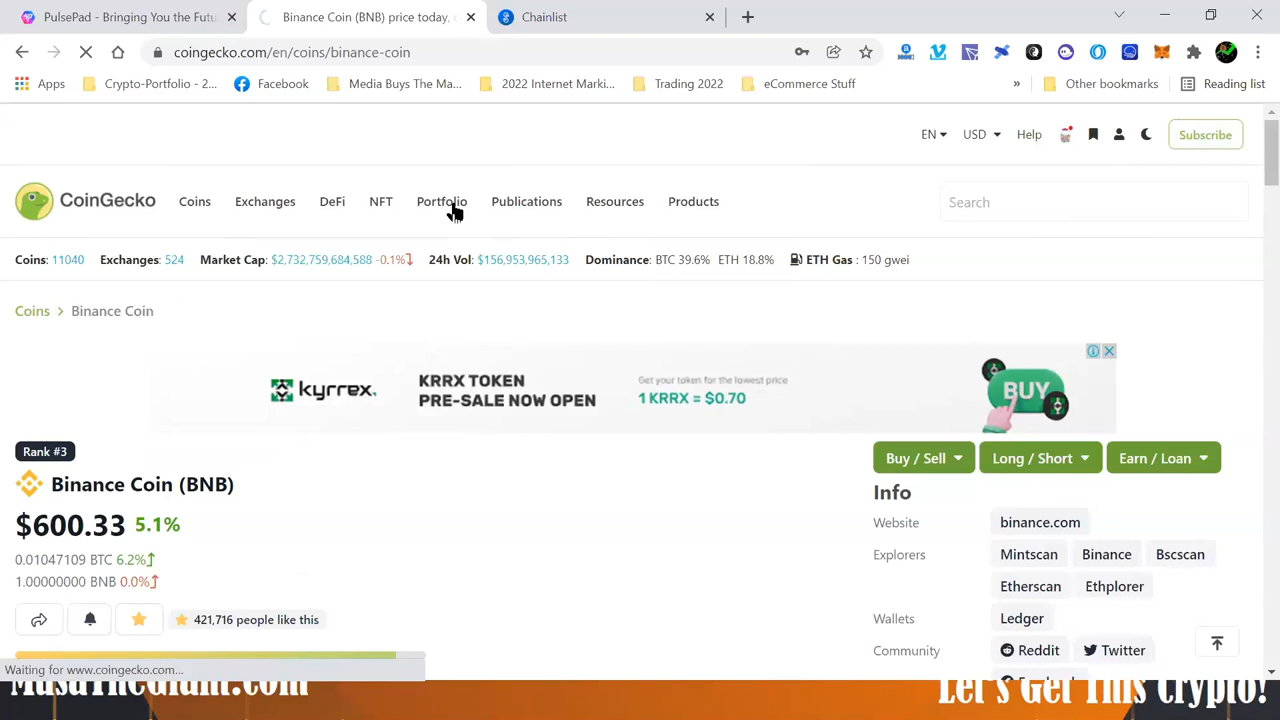 PulsePad - Bringing You the Futu
Binance Coin (BNB) price today,
Chainlist
coingecko.com/en/coins/binance-coin
Apps
Crypto-Portfolio - 2...
Facebook
Media Buys The Ma...
2022 Internet Marki...
Trading 2022
eCommerce Stuff
»
Other bookmarks
Reading list
EN
USD
Help
Subscribe
CoinGecko
Coins
Exchanges
DeFi
NFT
Portfolio
Publications
Resources
Products
Search
Coins: 11040 Exchanges: 524 Market Cap: $2,732,759,684,588 -0.1% 24h Vol: $156,953,965,133 Dominance: BTC 39.6% ETH 18.8% ETH Gas : 150 gwei
Coins > Binance Coin
kyrrex.
KRRX TOKEN
PRE-SALE NOW OPEN
Get your token for the lowest price
1 KRRX = $0.70
BUY
Rank #3
Binance Coin (BNB)
$600.33 5.1%
0.01047109 BTC 6.2%
1.00000000 BNB 0.0%
421,716 people like this
Buy / Sell
Long / Short
Earn / Loan
Info
Website
binance.com
Explorers
Mintscan
Binance
Bscscan
Etherscan
Ethplorer
Wallets
Ledger
Community
Reddit
Twitter
Waiting for www.coingecko.com...
MusaTheGiant.com
Let's Get This Crypto!